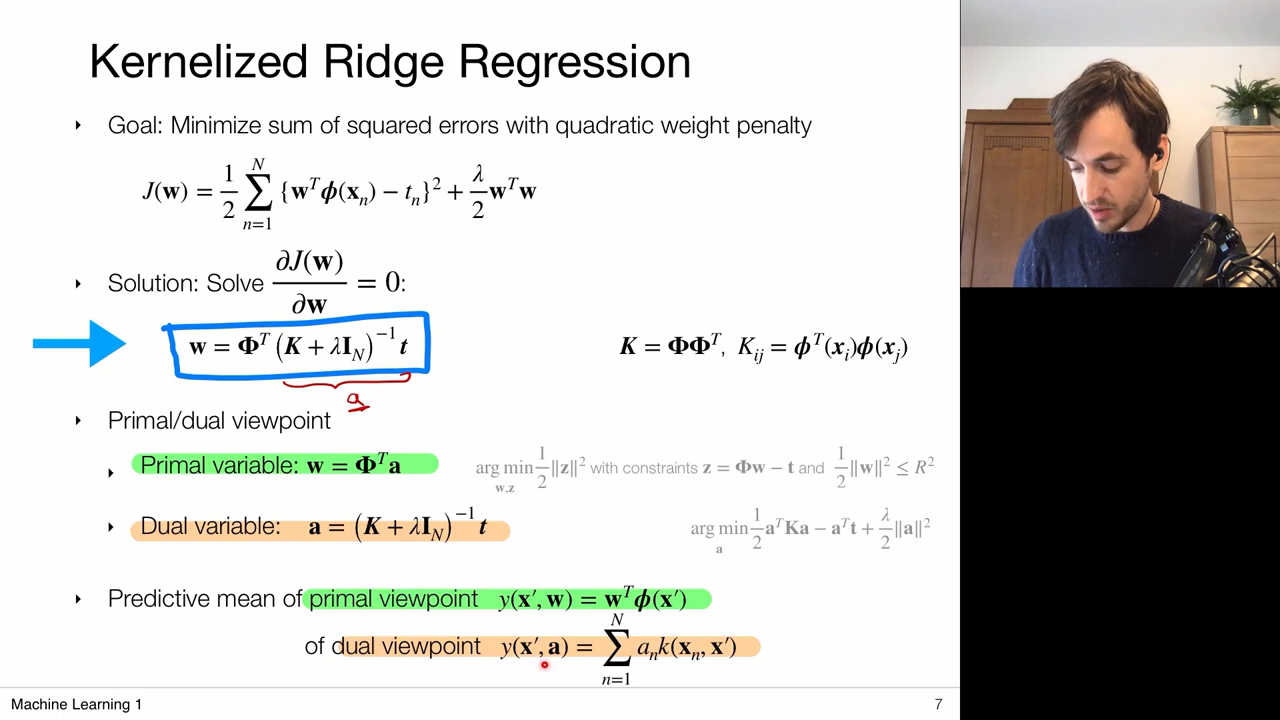 Kernelized Ridge Regression
‣ Goal: Minimize sum of squared errors with quadratic weight penalty
J(w) = 1/2 ∑_{n=1}^{N} {w^T ϕ(x_n) − t_n}^2 + λ/2 w^T w
‣ Solution: Solve ∂J(w)/∂w = 0:
w = Φ^T (K + λI_N)^{−1} t
K = ΦΦ^T, K_{ij} = ϕ^T(x_i)ϕ(x_j)
a
‣ Primal/dual viewpoint
‣ Primal variable: w = Φ^T a
arg min_{w,z} 1/2 ‖z‖^2 with constraints z = Φw − t and 1/2 ‖w‖^2 ≤ R^2
‣ Dual variable: a = (K + λI_N)^{−1} t
arg min_a 1/2 a^T Ka − a^T t + λ/2 ‖a‖^2
‣ Predictive mean of primal viewpoint y(x′, w) = w^T ϕ(x′)
of dual viewpoint y(x′, a) = ∑_{n=1}^{N} a_n k(x_n, x′)
Machine Learning 1
7